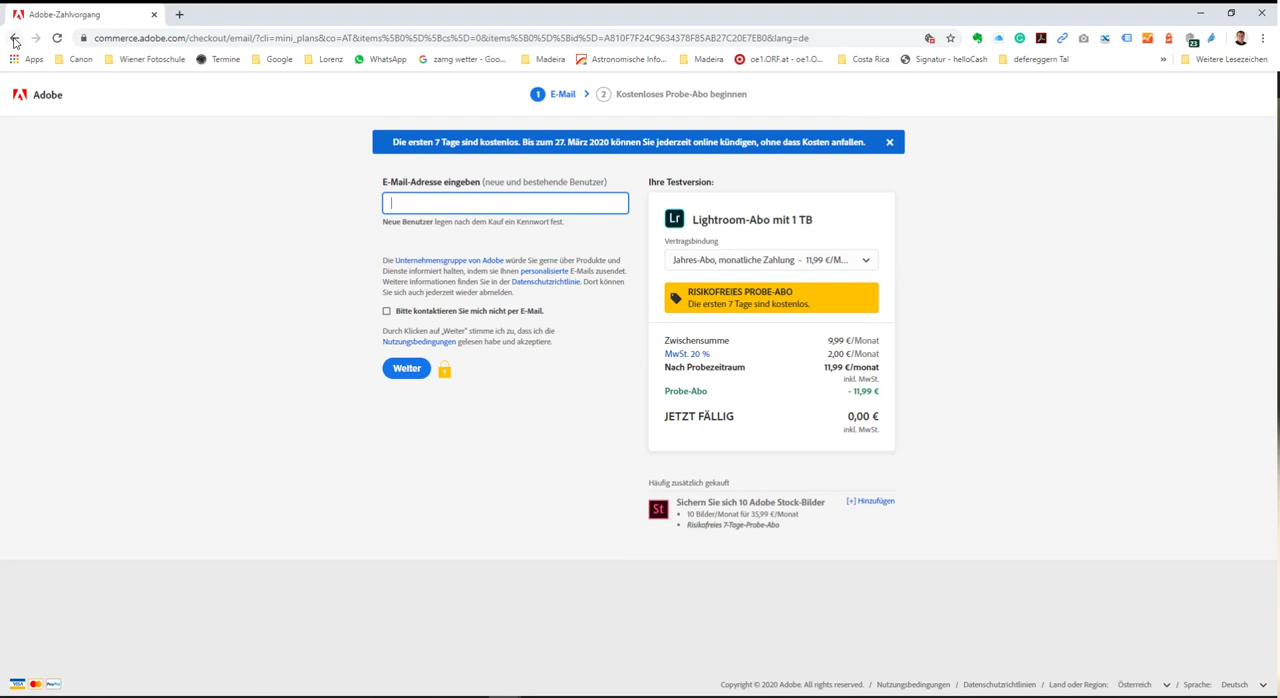 Adobe-Zahlvorgang
commerce.adobe.com/checkout/email/?cli=mini_plans&co=AT&items%5B0%5D%5Bcs%5D=0&items%5B0%5D%5Bid%5D=A810F7F24C9634378F85AB27C20E7EB0&lang=de
Apps Canon Wiener Fotoschule Termine Google Lorenz WhatsApp zamg wetter - Goo... Madeira Astronomische Info... Madeira oe1.ORF.at - oe1.O... Costa Rica Signatur - helloCash defereggern Tal » Weitere Lesezeichen
23
Adobe
1 E-Mail 2 Kostenloses Probe-Abo beginnen
Die ersten 7 Tage sind kostenlos. Bis zum 27. März 2020 können Sie jederzeit online kündigen, ohne dass Kosten anfallen.
E-Mail-Adresse eingeben (neue und bestehende Benutzer)
Neue Benutzer legen nach dem Kauf ein Kennwort fest.
Die Unternehmensgruppe von Adobe würde Sie gerne über Produkte und
Dienste informiert halten, indem sie Ihnen personalisierte E-Mails zusendet.
Weitere Informationen finden Sie in der Datenschutzrichtlinie. Dort können
Sie sich auch jederzeit wieder abmelden.
Bitte kontaktieren Sie mich nicht per E-Mail.
Durch Klicken auf „Weiter" stimme ich zu, dass ich die
Nutzungsbedingungen gelesen habe und akzeptiere.
Weiter
Ihre Testversion:
Lr Lightroom-Abo mit 1 TB
Vertragsbindung
Jahres-Abo, monatliche Zahlung - 11,99 €/M...
RISIKOFREIES PROBE-ABO
Die ersten 7 Tage sind kostenlos.
Zwischensumme 9,99 €/Monat
MwSt. 20 % 2,00 €/Monat
Nach Probezeitraum 11,99 €/monat
inkl. MwSt.
Probe-Abo - 11,99 €
JETZT FÄLLIG 0,00 €
inkl. MwSt.
Häufig zusätzlich gekauft
St Sichern Sie sich 10 Adobe Stock-Bilder [+] Hinzufügen
• 10 Bilder/Monat für 35,99 €/Monat
• Risikofreies 7-Tage-Probe-Abo
VISA PayPal
Copyright © 2020 Adobe. All rights reserved. / Nutzungsbedingungen / Datenschutzrichtlinien / Land oder Region: Österreich / Sprache: Deutsch